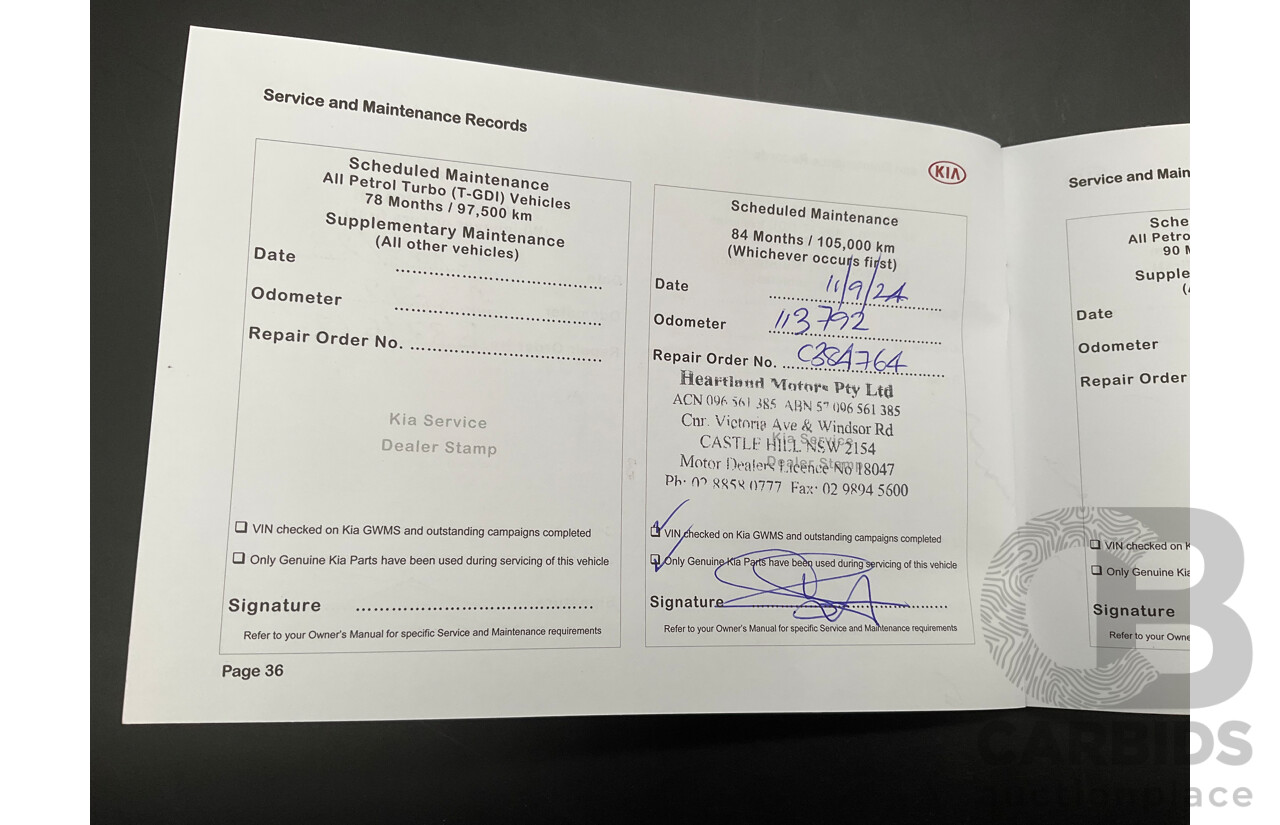 Service and Maintenance Records
Scheduled Maintenance
All Petrol Turbo (T-GDI) Vehicles
78 Months / 97,500 km
Supplementary Maintenance
(All other vehicles)
Date
Odometer
Repair Order No.
Kia Service
Dealer Stamp
❑ VIN checked on Kia GWMS and outstanding campaigns completed
❑ Only Genuine Kia Parts have been used during servicing of this vehicle
Signature
Refer to your Owner's Manual for specific Service and Maintenance requirements
Page 36
KIA
Scheduled Maintenance
84 Months / 105,000 km
(Whichever occurs first)
Date 11/9/24
Odometer 113792
Repair Order No. C384764
Heartland Motors Pty Ltd
ACN 096 561 385 ABN 57 096 561 385
Cnr. Victoria Ave & Windsor Rd
CASTLE HILL NSW 2154
Kia Service
Motor Dealers Licence No 18047
Dealer Stamp
Ph: 02 8858 0777 Fax: 02 9894 5600
VIN checked on Kia GWMS and outstanding campaigns completed
Only Genuine Kia Parts have been used during servicing of this vehicle
Signature
Refer to your Owner's Manual for specific Service and Maintenance requirements
Service and Main
Sche
All Petro
90
Supple
Date
Odometer
Repair Order
❑ VIN checked on
❑ Only Genuine Kia
Signature
Refer to your Owne
CB
CARBIDS
auctionplace